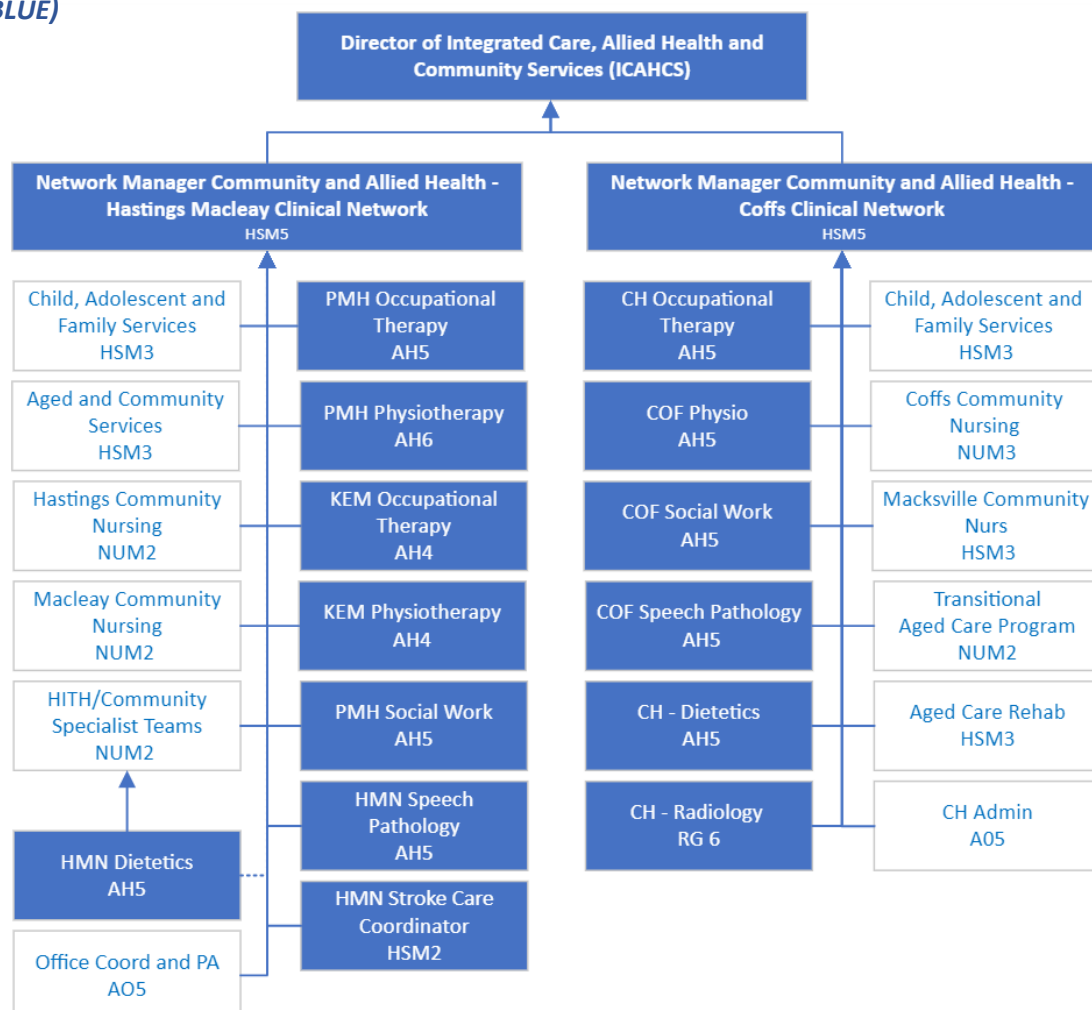 BLUE)
Director of Integrated Care, Allied Health and
Community Services (ICAHCS)
Network Manager Community and Allied Health -
Hastings Macleay Clinical Network
HSM5
Network Manager Community and Allied Health -
Coffs Clinical Network
HSM5
Child, Adolescent and
Family Services
HSM3
PMH Occupational
Therapy
AH5
CH Occupational
Therapy
AH5
Child, Adolescent and
Family Services
HSM3
Aged and Community
Services
HSM3
PMH Physiotherapy
AH6
COF Physio
AH5
Coffs Community
Nursing
NUM3
Hastings Community
Nursing
NUM2
KEM Occupational
Therapy
AH4
COF Social Work
AH5
Macksville Community
Nurs
HSM3
Macleay Community
Nursing
NUM2
KEM Physiotherapy
AH4
COF Speech Pathology
AH5
Transitional
Aged Care Program
NUM2
HITH/Community
Specialist Teams
NUM2
PMH Social Work
AH5
CH - Dietetics
AH5
Aged Care Rehab
HSM3
HMN Dietetics
AH5
HMN Speech
Pathology
AH5
CH - Radiology
RG 6
CH Admin
A05
Office Coord and PA
AO5
HMN Stroke Care
Coordinator
HSM2